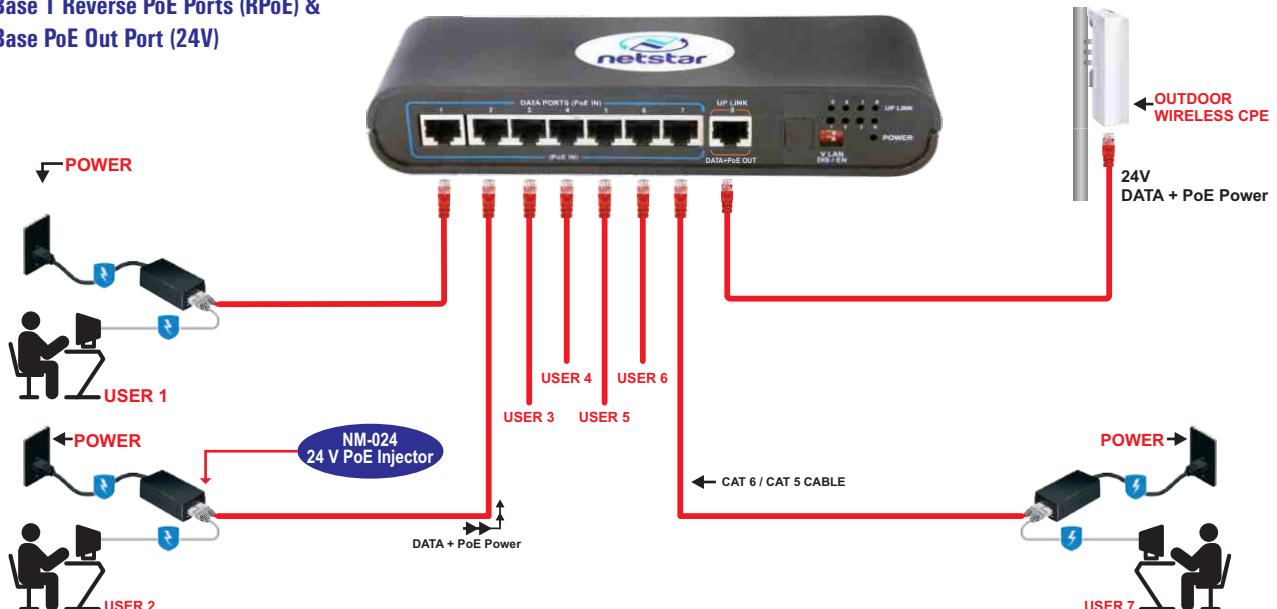 Base T Reverse PoE Ports (RPoE) &
Base PoE Out Port (24V)
netstar
DATA PORTS (PoE IN)
UP LINK
1 2 3 4 5 6 7 8
UP LINK
POWER
(PoE IN)
DATA+PoE OUT
V LAN
DIS / EN
OUTDOOR
WIRELESS CPE
24V
DATA + PoE Power
POWER
USER 1
USER 4
USER 6
USER 3
USER 5
POWER
NM-024
24 V PoE Injector
POWER
CAT 6 / CAT 5 CABLE
DATA + PoE Power
USER 2
USER 7